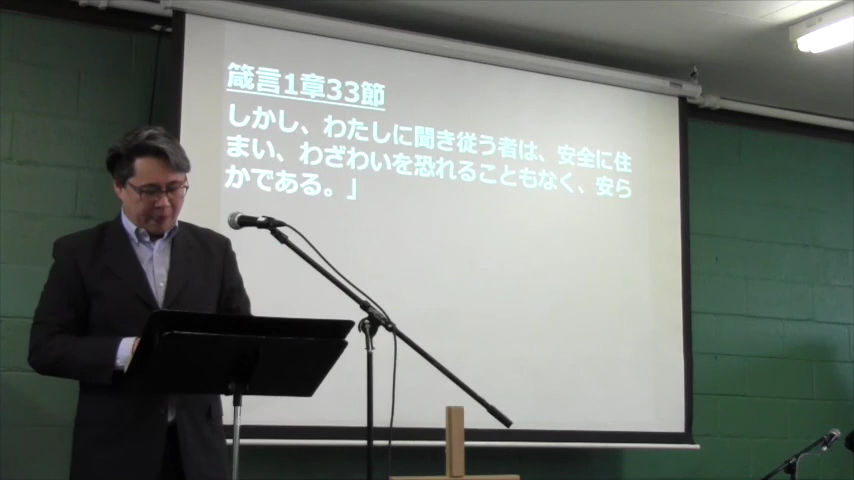 箴言1章33節
しかし、わたしに聞き従う者は、安全に住
まい、わざわいを恐れることもなく、安ら
かである。」